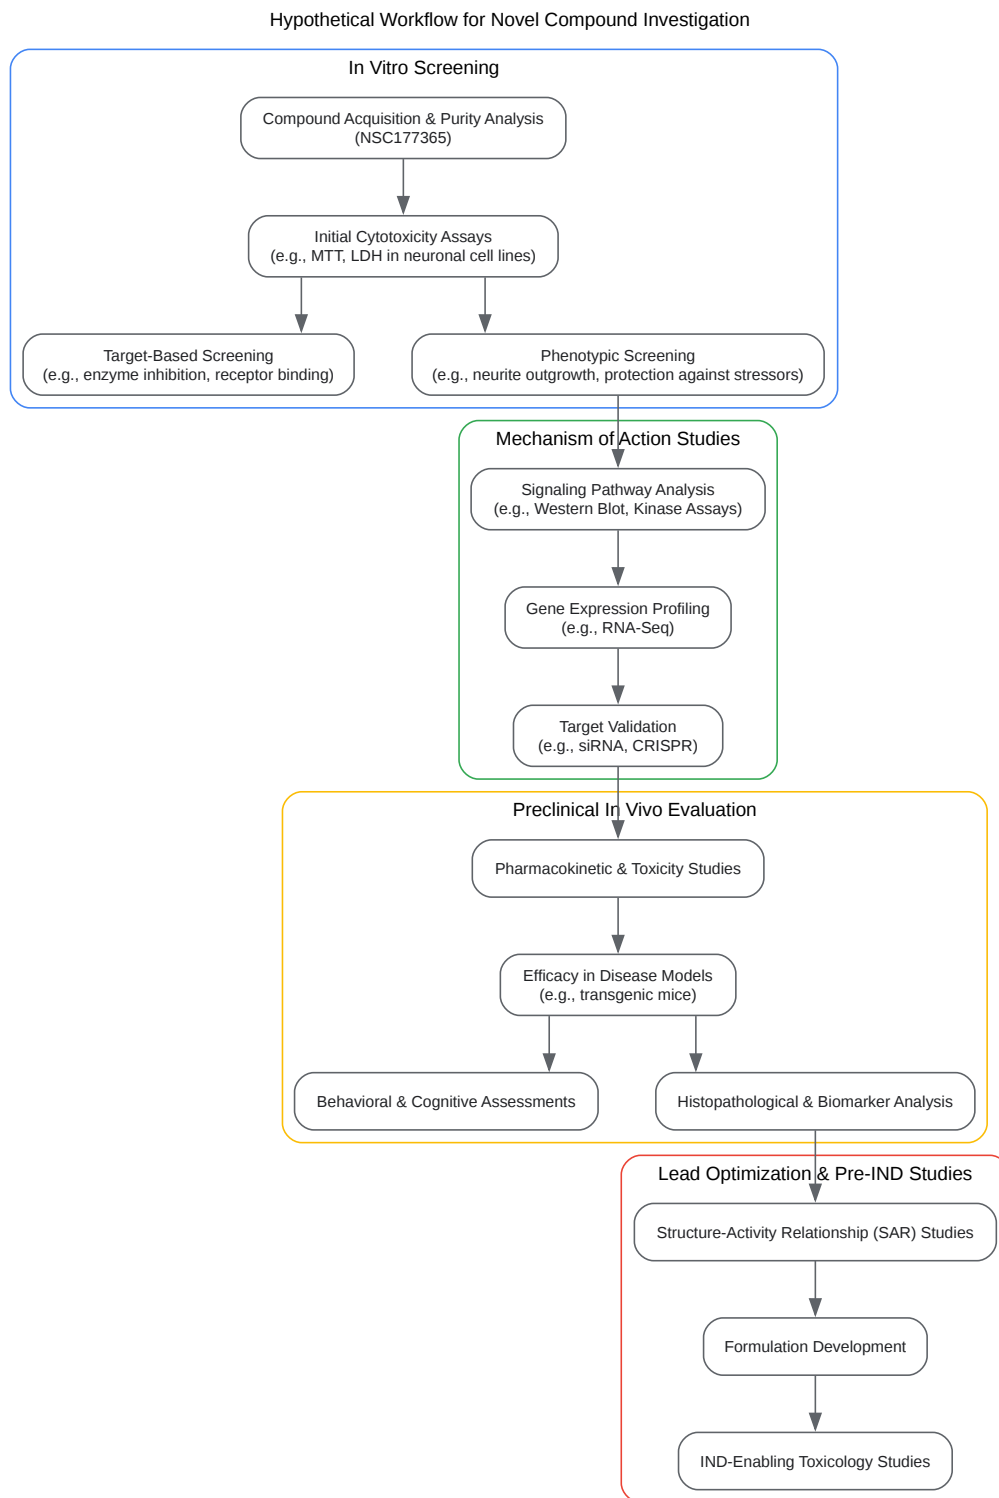 Hypothetical Workflow for Novel Compound Investigation
In Vitro Screening
Compound Acquisition & Purity Analysis
(NSC177365)
Initial Cytotoxicity Assays
(e.g., MTT, LDH in neuronal cell lines)
Target-Based Screening
(e.g., enzyme inhibition, receptor binding)
Phenotypic Screening
(e.g., neurite outgrowth, protection against stressors)
Mechanism of Action Studies
Signaling Pathway Analysis
(e.g., Western Blot, Kinase Assays)
Gene Expression Profiling
(e.g., RNA-Seq)
Target Validation
(e.g., siRNA, CRISPR)
Preclinical In Vivo Evaluation
Pharmacokinetic & Toxicity Studies
Efficacy in Disease Models
(e.g., transgenic mice)
Behavioral & Cognitive Assessments
Histopathological & Biomarker Analysis
Lead Optimization & Pre-IND Studies
Structure-Activity Relationship (SAR) Studies
Formulation Development
IND-Enabling Toxicology Studies